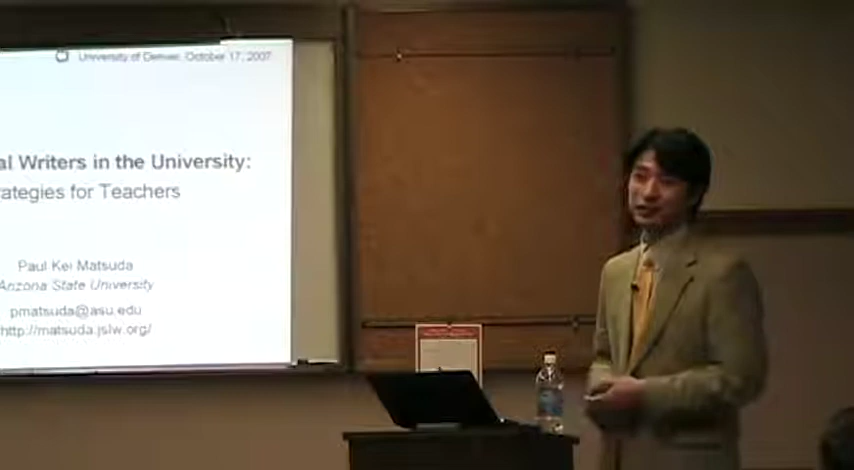 University of Denver, October 17, 2007
al Writers in the University:
rategies for Teachers
Paul Kei Matsuda
Arizona State University
pmatsuda@asu.edu
http://matsuda.jslw.org/